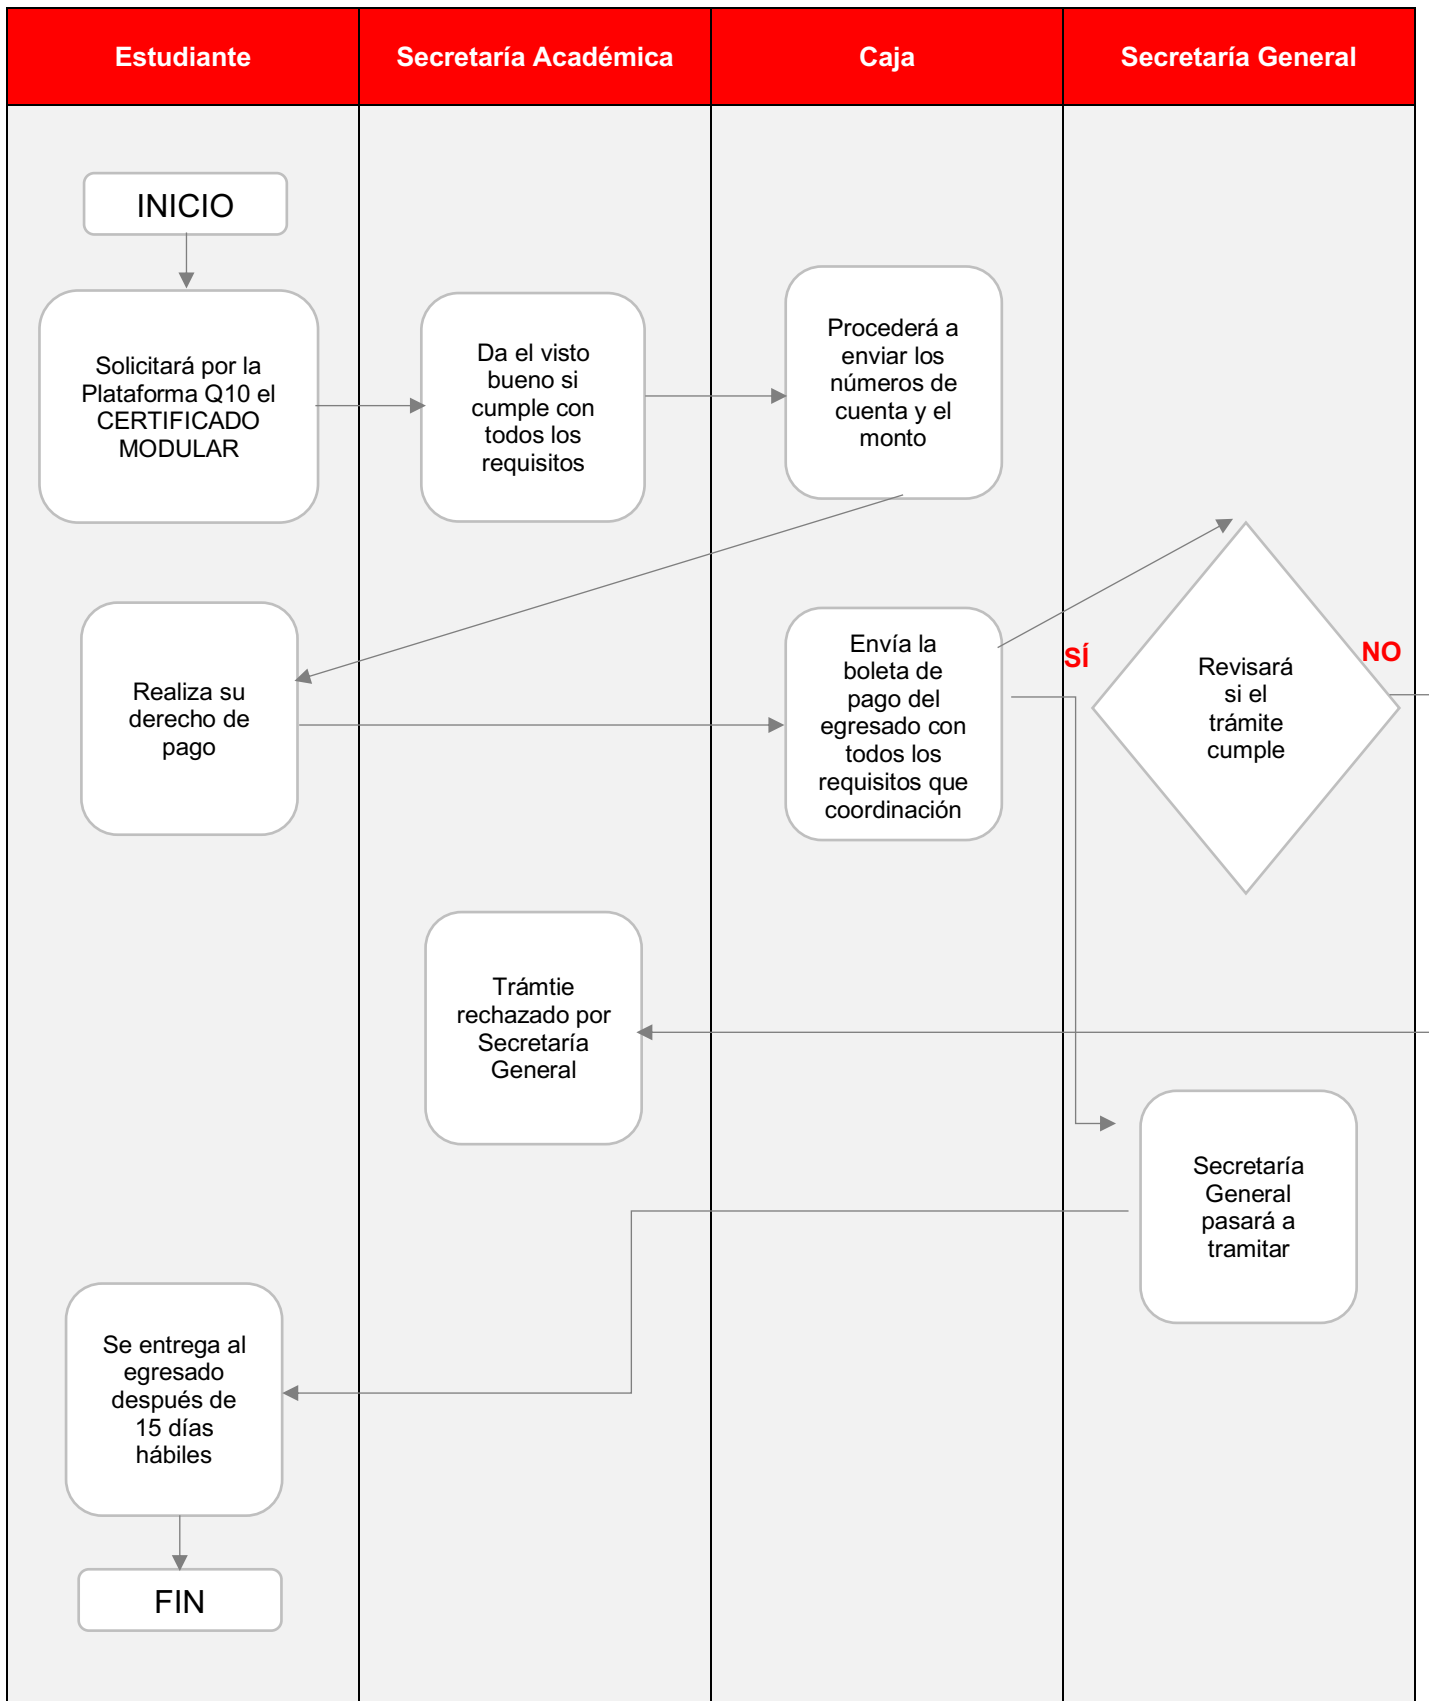 Estudiante
Secretaría Académica
Caja
Secretaría General
INICIO
Solicitará por la
Plataforma Q10 el
CERTIFICADO
MODULAR
Da el visto
bueno si
cumple con
todos los
requisitos
Procederá a
enviar los
números de
cuenta y el
monto
Realiza su
derecho de
pago
Envía la
boleta de
pago del
egresado con
todos los
requisitos que
coordinación
SÍ
Revisará
si el
trámite
cumple
NO
Trámtie
rechazado por
Secretaría
General
Secretaría
General
pasará a
tramitar
Se entrega al
egresado
después de
15 días
hábiles
FIN